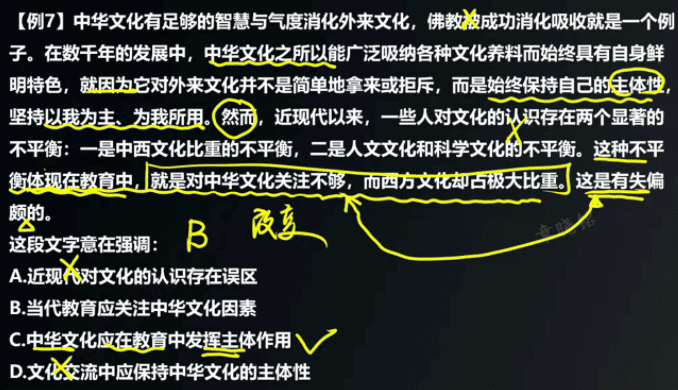 【例7】中华文化有足够的智慧与气度消化外来文化，佛教被成功消化吸收就是一个例
子。在数千年的发展中，中华文化之所以能广泛吸纳各种文化养料而始终具有自身鲜
明特色，就因为它对外来文化并不是简单地拿来或拒斥，而是始终保持自己的主体性，
坚持以我为主、为我所用。然而，近现代以来，一些人对文化的认识存在两个显著的
不平衡：一是中西文化比重的不平衡，二是人文文化和科学文化的不平衡。这种不平
衡体现在教育中，就是对中华文化关注不够，而西方文化却占极大比重。这是有失偏
颇的。
B 改变
这段文字意在强调：
A.近现代对文化的认识存在误区
B.当代教育应关注中华文化因素
C.中华文化应在教育中发挥主体作用
D.文化交流中应保持中华文化的主体性